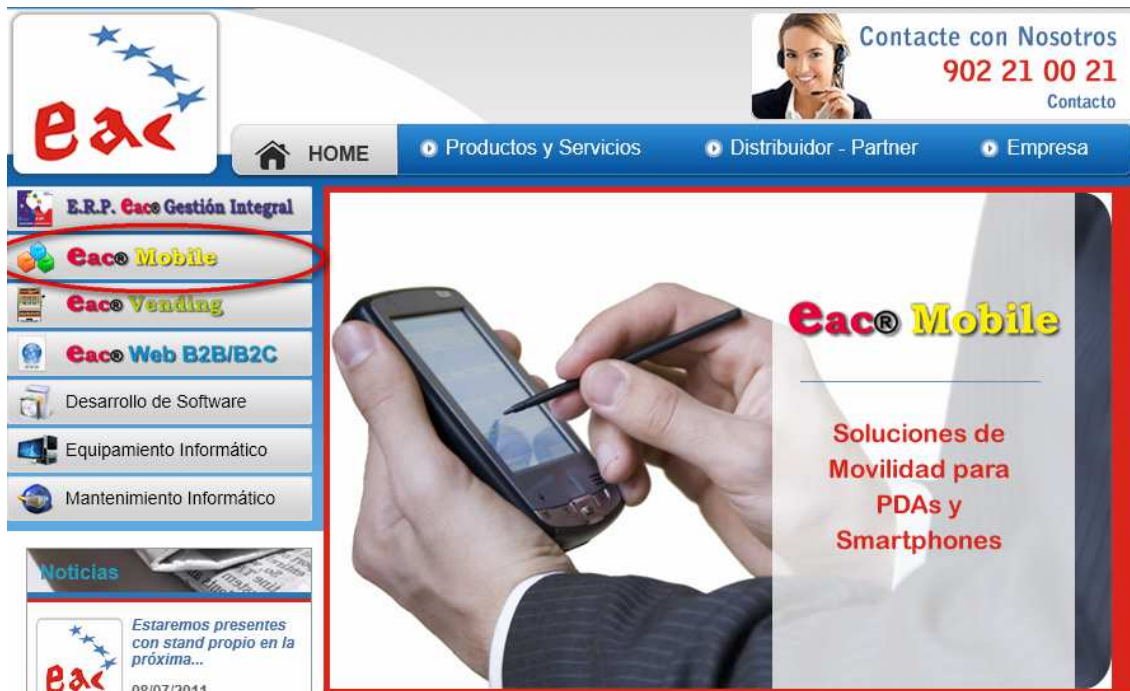 eac
Contacte con Nosotros
902 21 00 21
Contacto
HOME
Productos y Servicios
Distribuidor - Partner
Empresa
E.R.P. eac® Gestión Integral
eac® Mobile
eac® Vending
eac® Web B2B/B2C
Desarrollo de Software
Equipamiento Informático
Mantenimiento Informático
eac® Mobile
Soluciones de
Movilidad para
PDAs y
Smartphones
Noticias
eac
Estaremos presentes
con stand propio en la
próxima...
08/07/2011